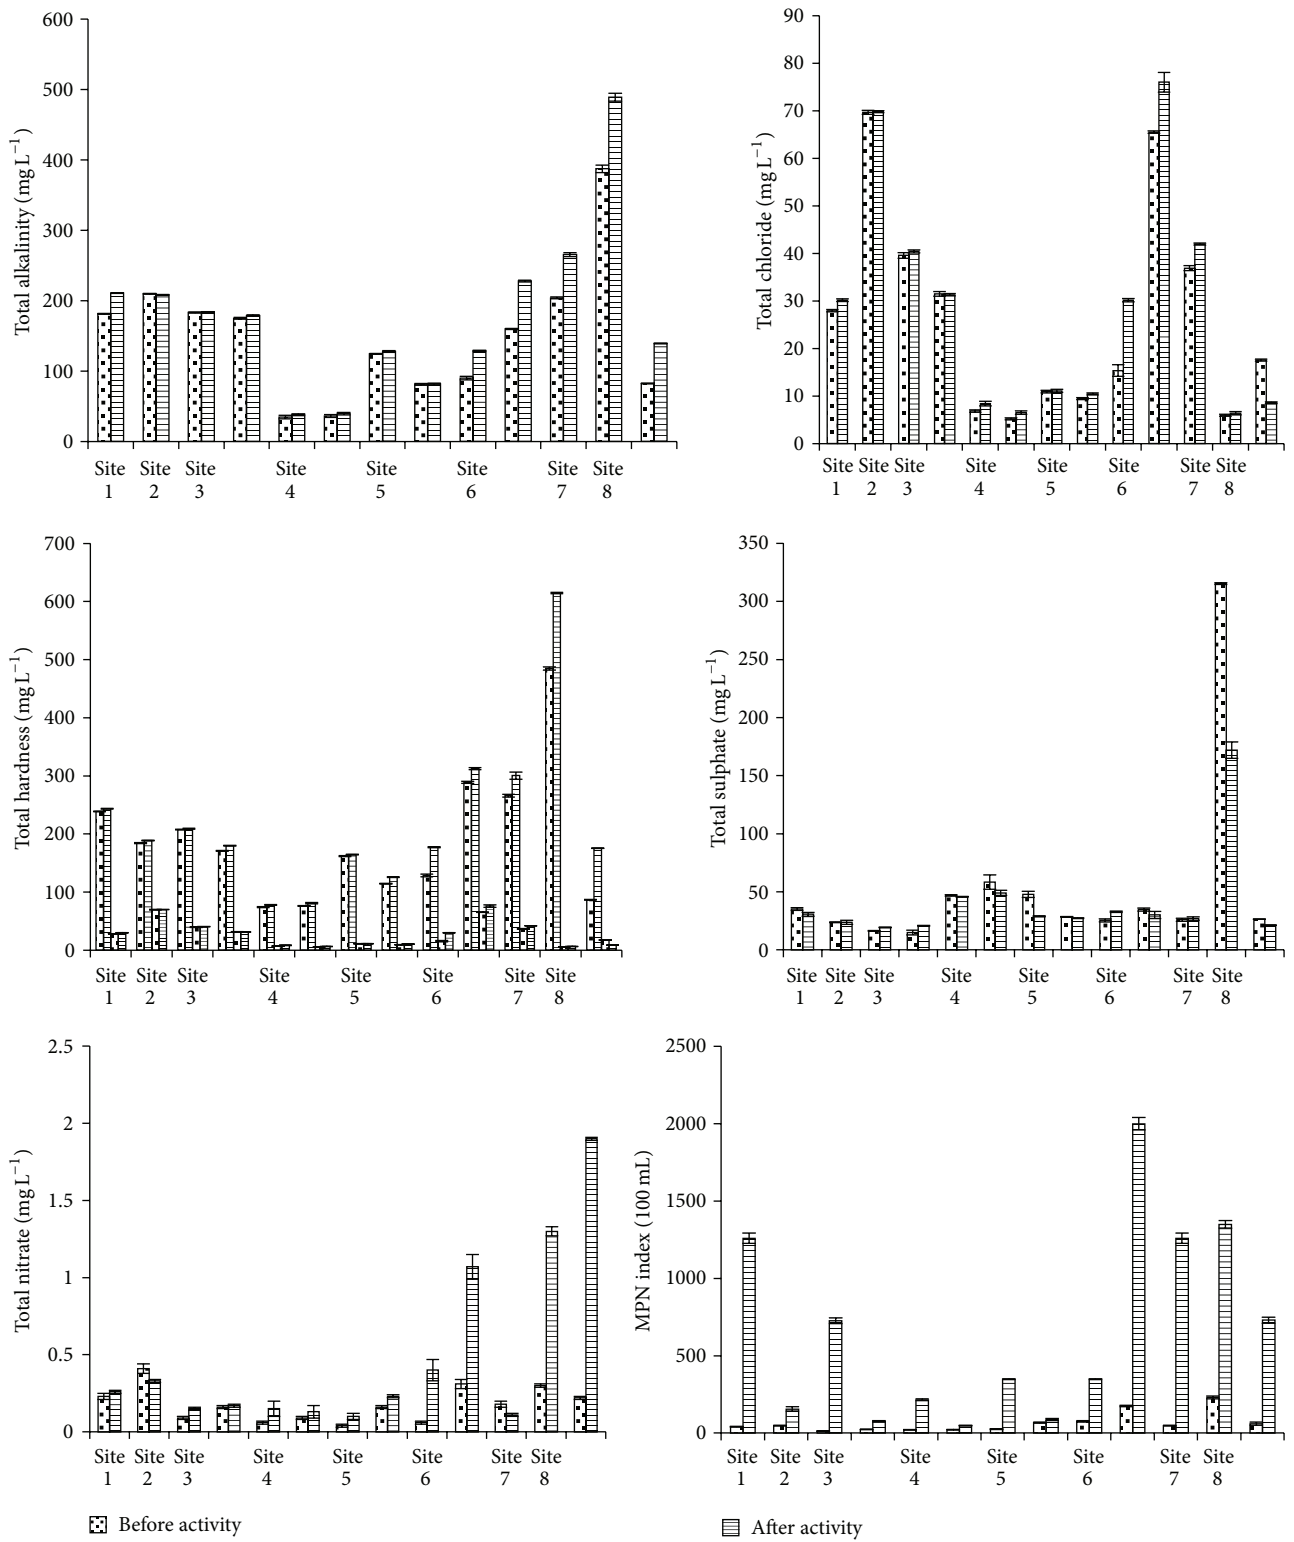 600
500
400
300
200
100
0
Total alkalinity (mg L−1)
Site Site Site Site Site Site Site Site
1 2 3 4 5 6 7 8
90
80
70
60
50
40
30
20
10
0
Total chloride (mg L−1)
Site Site Site Site Site Site Site Site
1 2 3 4 5 6 7 8
700
600
500
400
300
200
100
0
Total hardness (mg L−1)
Site Site Site Site Site Site Site Site
1 2 3 4 5 6 7 8
350
300
250
200
150
100
50
0
Total sulphate (mg L−1)
Site Site Site Site Site Site Site Site
1 2 3 4 5 6 7 8
2.5
2
1.5
1
0.5
0
Total nitrate (mg L−1)
Site Site Site Site Site Site Site Site
1 2 3 4 5 6 7 8
2500
2000
1500
1000
500
0
MPN index (100 mL)
Site Site Site Site Site Site Site Site
1 2 3 4 5 6 7 8
Before activity
After activity